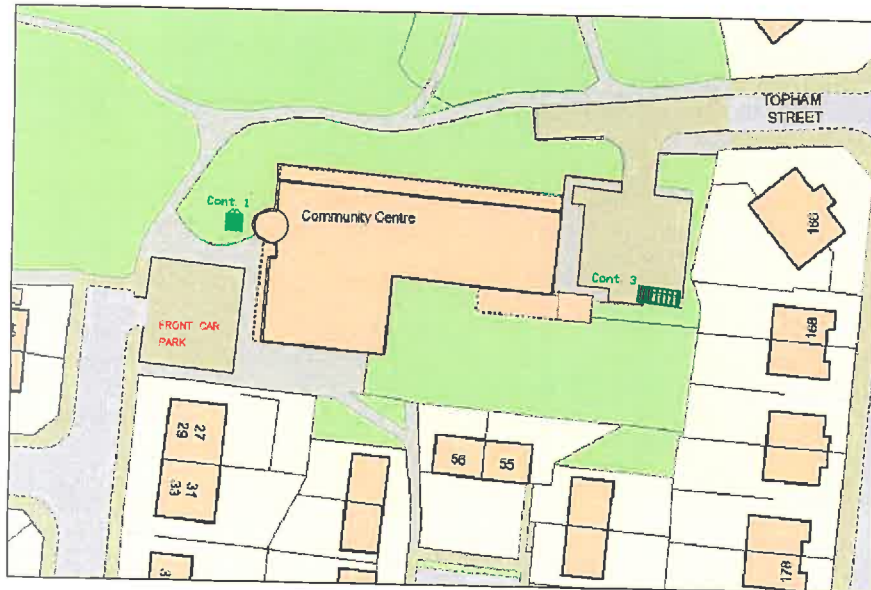 TOPHAM
STREET
Cont. 1
Community Centre
166
Cont. 3
FRONT CAR
PARK
168
27
29
31
33
56
55
178